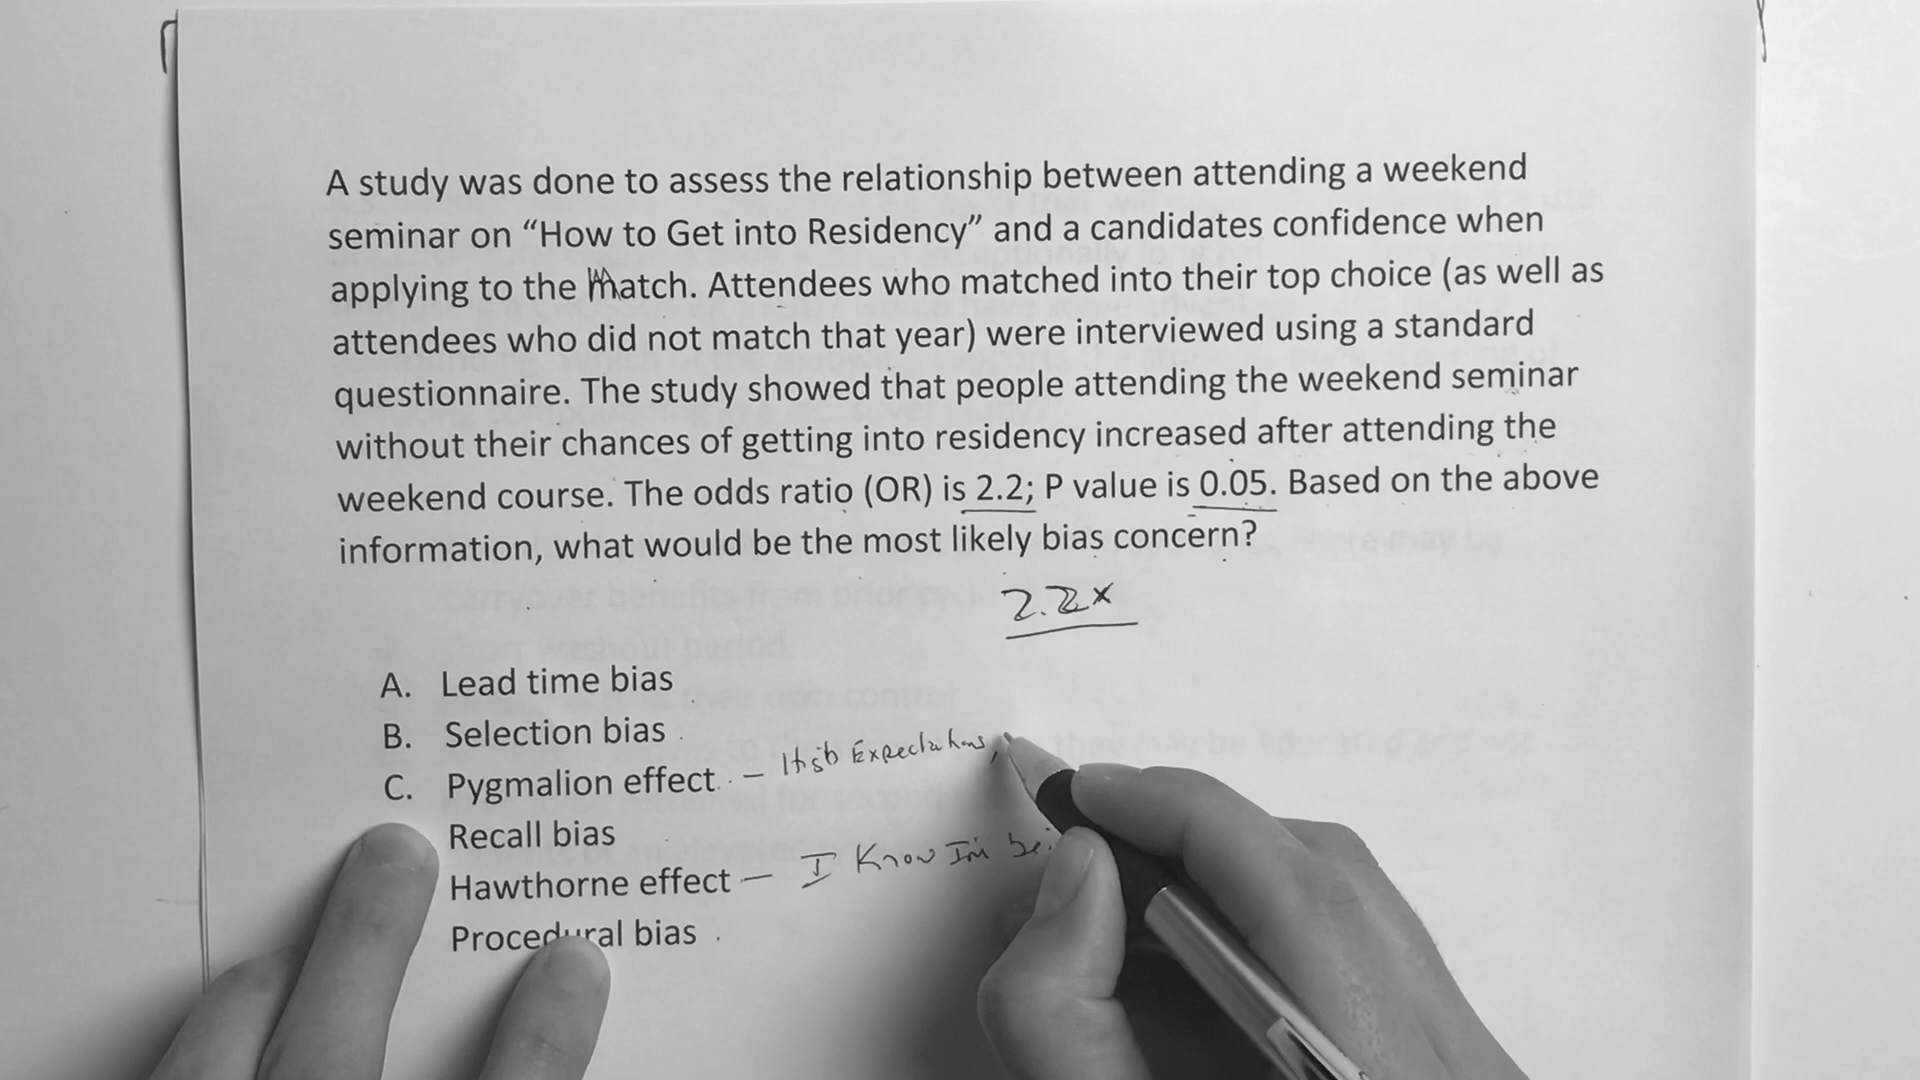 A study was done to assess the relationship between attending a weekend
seminar on “How to Get into Residency” and a candidates confidence when
applying to the Match. Attendees who matched into their top choice (as well as
attendees who did not match that year) were interviewed using a standard
questionnaire. The study showed that people attending the weekend seminar
without their chances of getting into residency increased after attending the
weekend course. The odds ratio (OR) is 2.2; P value is 0.05. Based on the above
information, what would be the most likely bias concern?
2.2x
A. Lead time bias
B. Selection bias
C. Pygmalion effect – Expectations,
Recall bias
Hawthorne effect – I Know I'm bei
Procedural bias